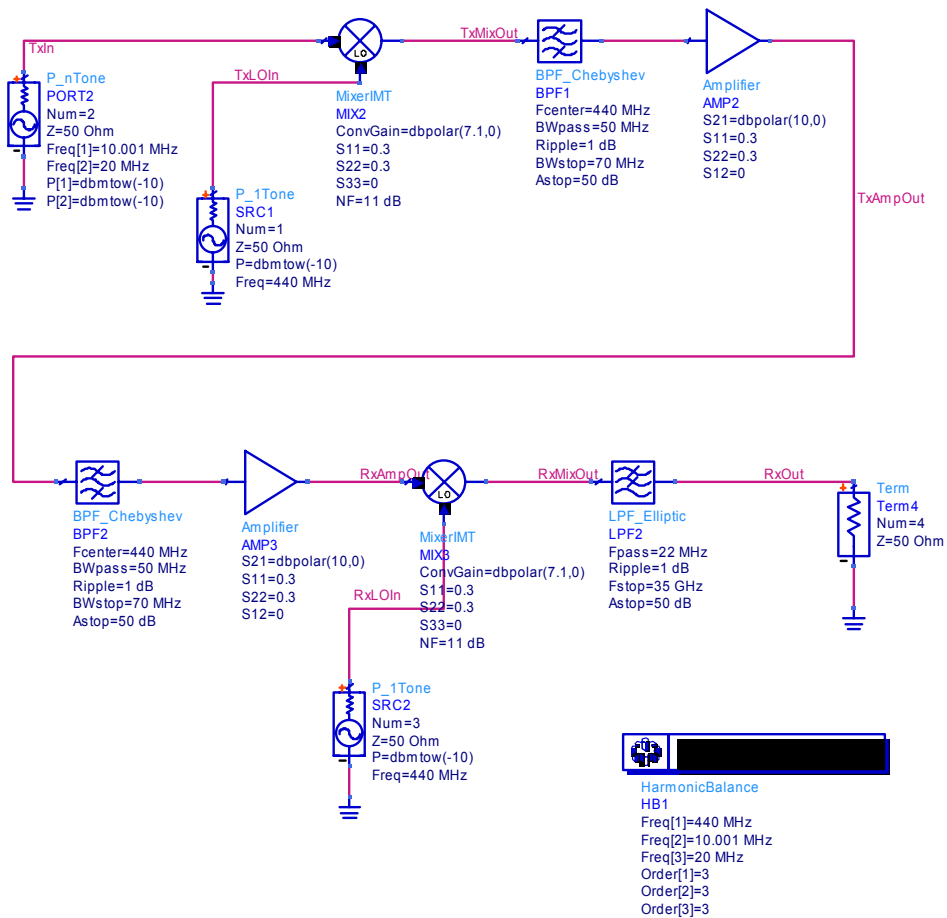 TxIn
P_nTone
PORT2
Num=2
Z=50 Ohm
Freq[1]=10.001 MHz
Freq[2]=20 MHz
P[1]=dbmtow(-10)
P[2]=dbmtow(-10)
TxLOIn
P_1Tone
SRC1
Num=1
Z=50 Ohm
P=dbmtow(-10)
Freq=440 MHz
LO
MixerIMT
MIX2
ConvGain=dbpolar(7.1,0)
S11=0.3
S22=0.3
S33=0
NF=11 dB
TxMixOut
BPF_Chebyshev
BPF1
Fcenter=440 MHz
BWpass=50 MHz
Ripple=1 dB
BWstop=70 MHz
Astop=50 dB
Amplifier
AMP2
S21=dbpolar(10,0)
S11=0.3
S22=0.3
S12=0
TxAmpOut
BPF_Chebyshev
BPF2
Fcenter=440 MHz
BWpass=50 MHz
Ripple=1 dB
BWstop=70 MHz
Astop=50 dB
Amplifier
AMP3
S21=dbpolar(10,0)
S11=0.3
S22=0.3
S12=0
RxAmpOut
LO
MixerIMT
MIX3
ConvGain=dbpolar(7.1,0)
S11=0.3
S22=0.3
S33=0
NF=11 dB
RxLOIn
P_1Tone
SRC2
Num=3
Z=50 Ohm
P=dbmtow(-10)
Freq=440 MHz
RxMixOut
LPF_Elliptic
LPF2
Fpass=22 MHz
Ripple=1 dB
Fstop=35 GHz
Astop=50 dB
RxOut
Term
Term4
Num=4
Z=50 Ohm
HarmonicBalance
HB1
Freq[1]=440 MHz
Freq[2]=10.001 MHz
Freq[3]=20 MHz
Order[1]=3
Order[2]=3
Order[3]=3